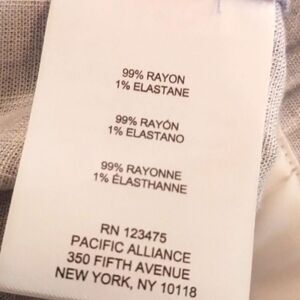 99% RAYON
1% ELASTANE
99% RAYÓN
1% ELASTANO
99% RAYONNE
1% ÉLASTHANNE
RN 123475
PACIFIC ALLIANCE
350 FIFTH AVENUE
NEW YORK, NY 10118